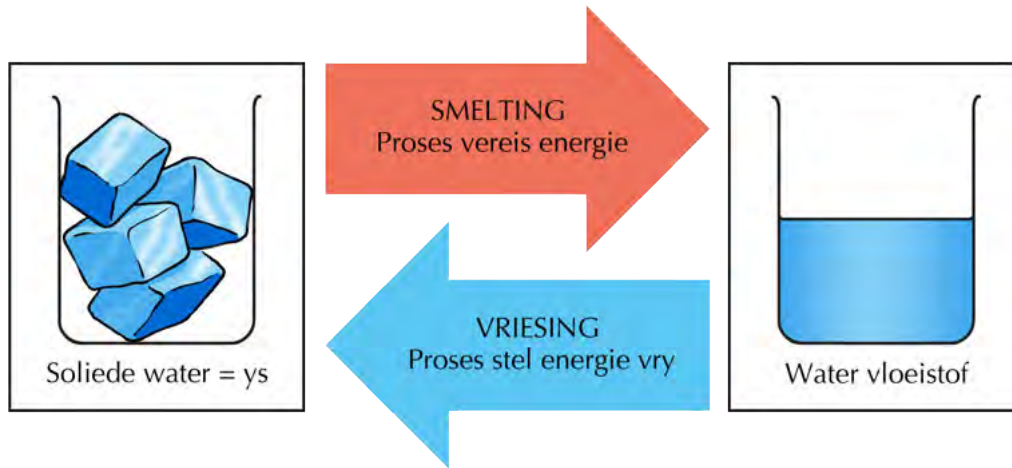 SMELTING
Proses vereis energie
VRIESING
Proses stel energie vry
Soliede water = ys
Water vloeistof